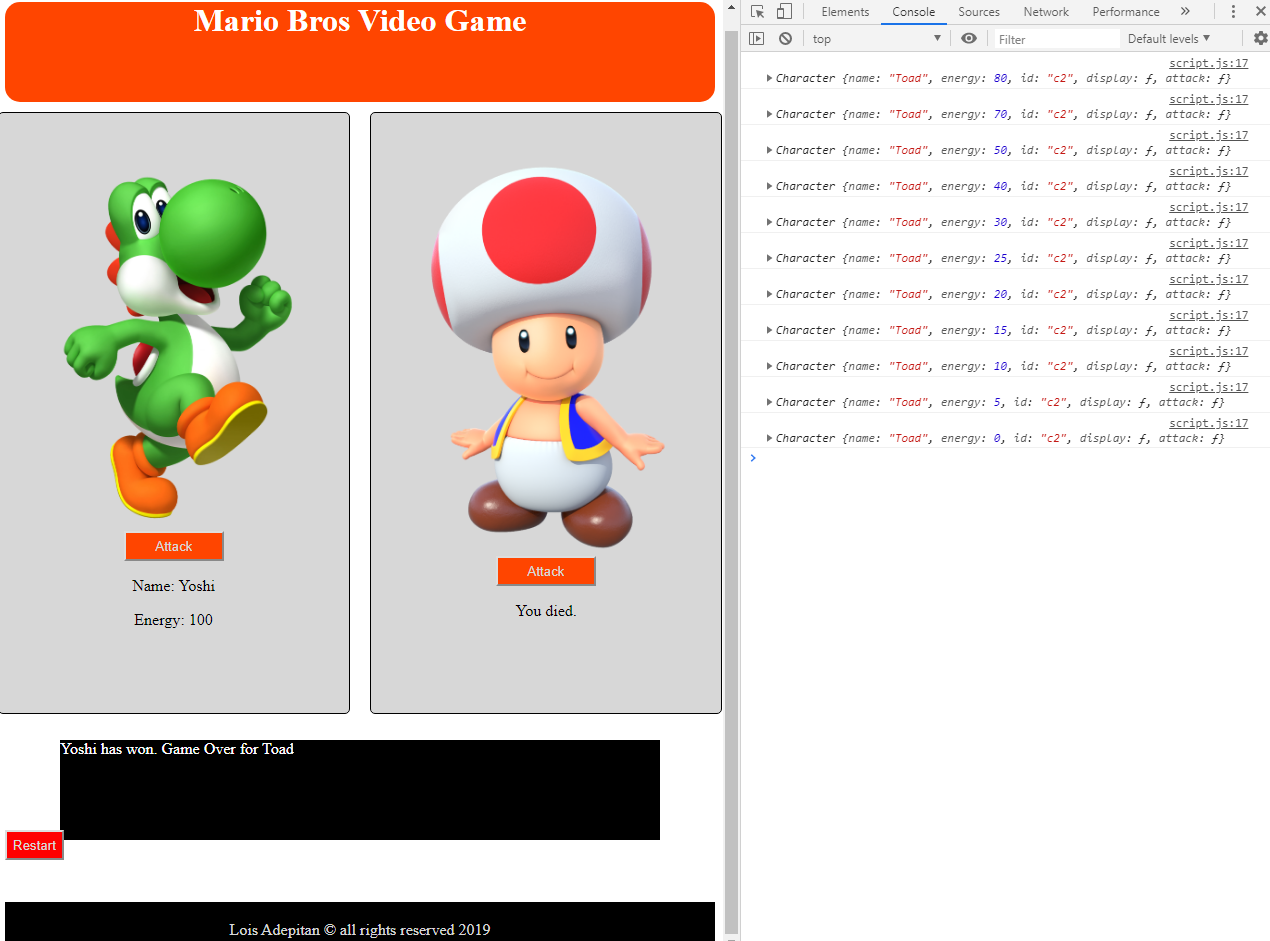 Mario Bros Video Game
Attack
Name: Yoshi
Energy: 100
Attack
You died.
Yoshi has won. Game Over for Toad
Restart
Lois Adepitan © all rights reserved 2019
Elements Console Sources Network Performance »
top ▼ Filter Default levels ▼
script.js:17
▶Character {name: "Toad", energy: 80, id: "c2", display: ƒ, attack: ƒ}
script.js:17
▶Character {name: "Toad", energy: 70, id: "c2", display: ƒ, attack: ƒ}
script.js:17
▶Character {name: "Toad", energy: 50, id: "c2", display: ƒ, attack: ƒ}
script.js:17
▶Character {name: "Toad", energy: 40, id: "c2", display: ƒ, attack: ƒ}
script.js:17
▶Character {name: "Toad", energy: 30, id: "c2", display: ƒ, attack: ƒ}
script.js:17
▶Character {name: "Toad", energy: 25, id: "c2", display: ƒ, attack: ƒ}
script.js:17
▶Character {name: "Toad", energy: 20, id: "c2", display: ƒ, attack: ƒ}
script.js:17
▶Character {name: "Toad", energy: 15, id: "c2", display: ƒ, attack: ƒ}
script.js:17
▶Character {name: "Toad", energy: 10, id: "c2", display: ƒ, attack: ƒ}
script.js:17
▶Character {name: "Toad", energy: 5, id: "c2", display: ƒ, attack: ƒ}
script.js:17
▶Character {name: "Toad", energy: 0, id: "c2", display: ƒ, attack: ƒ}